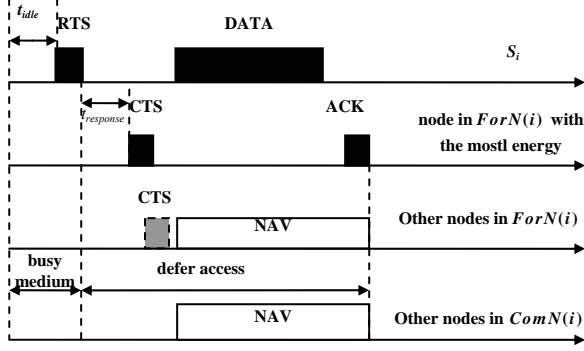 t_idle
RTS
DATA
S_i
t_response
CTS
ACK
node in ForN(i) with
the mostl energy
CTS
NAV
Other nodes in ForN(i)
busy
medium
defer access
NAV
Other nodes in ComN(i)